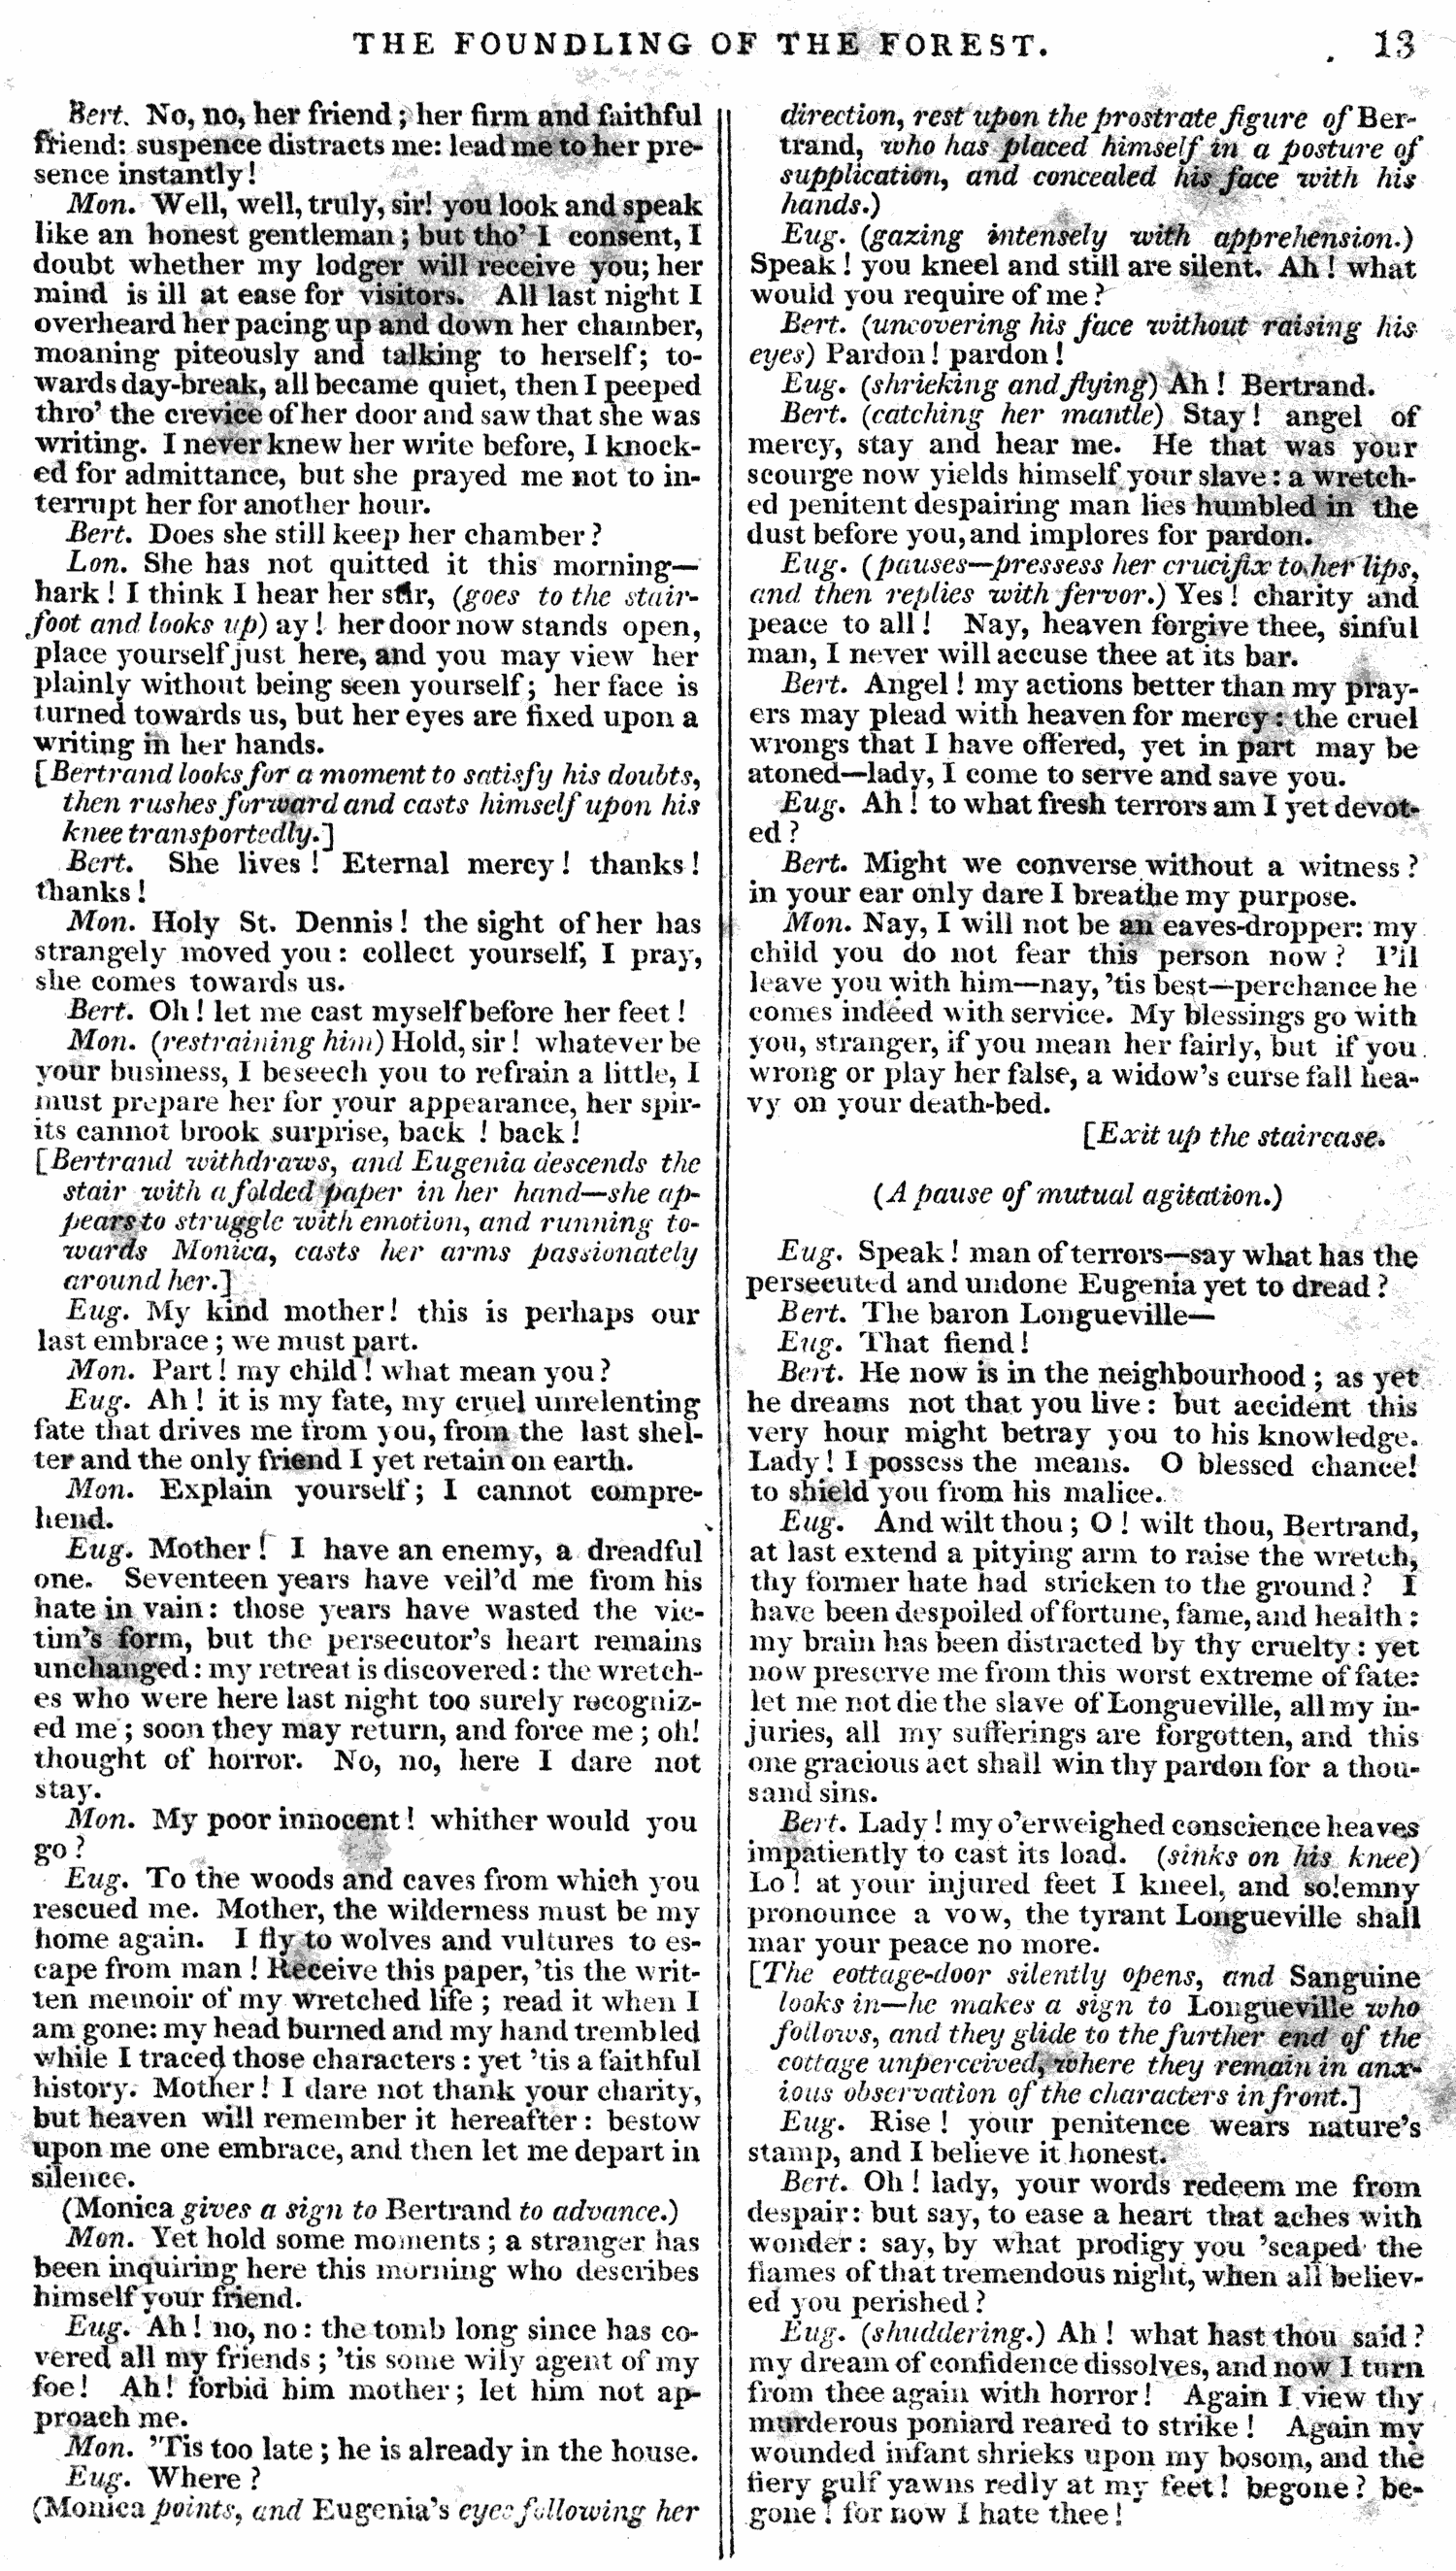 THE FOUNDLING OF THE FOREST. 13
Bert. No, no, her friend; her firm and faithful
friend: suspence distracts me: lead me to her pre-
sence instantly!
Mon. Well, well, truly, sir! you look and speak
like an honest gentleman; but tho' I consent, I
doubt whether my lodger will receive you; her
mind is ill at ease for visitors. All last night I
overheard her pacing up and down her chamber,
moaning piteously and talking to herself; to-
wards day-break, all became quiet, then I peeped
thro' the crevice of her door and saw that she was
writing. I never knew her write before, I knock-
ed for admittance, but she prayed me not to in-
terrupt her for another hour.
Bert. Does she still keep her chamber?
Lon. She has not quitted it this morning—
hark! I think I hear her stir, (goes to the stair-
foot and looks up) ay! her door now stands open,
place yourself just here, and you may view her
plainly without being seen yourself; her face is
turned towards us, but her eyes are fixed upon a
writing in her hands.
[Bertrand looks for a moment to satisfy his doubts,
then rushes forward and casts himself upon his
knee transportedly.]
Bert. She lives! Eternal mercy! thanks!
thanks!
Mon. Holy St. Dennis! the sight of her has
strangely moved you: collect yourself, I pray,
she comes towards us.
Bert. Oh! let me cast myself before her feet!
Mon. (restraining him) Hold, sir! whatever be
your business, I beseech you to refrain a little, I
must prepare her for your appearance, her spir-
its cannot brook surprise, back! back!
[Bertrand withdraws, and Eugenia descends the
stair with a folded paper in her hand—she ap-
pears to struggle with emotion, and running to-
wards Monica, casts her arms passionately
around her.]
Eug. My kind mother! this is perhaps our
last embrace; we must part.
Mon. Part! my child! what mean you?
Eug. Ah! it is my fate, my cruel unrelenting
fate that drives me from you, from the last shel-
ter and the only friend I yet retain on earth.
Mon. Explain yourself; I cannot compre-
hend.
Eug. Mother! I have an enemy, a dreadful
one. Seventeen years have veil'd me from his
hate in vain: those years have wasted the vic-
tim's form, but the persecutor's heart remains
unchanged: my retreat is discovered: the wretch-
es who were here last night too surely recogniz-
ed me; soon they may return, and force me; oh!
thought of horror. No, no, here I dare not
stay.
Mon. My poor innocent! whither would you
go?
Eug. To the woods and caves from which you
rescued me. Mother, the wilderness must be my
home again. I fly to wolves and vultures to es-
cape from man! Receive this paper, 'tis the writ-
ten memoir of my wretched life; read it when I
am gone: my head burned and my hand trembled
while I traced those characters: yet 'tis a faithful
history. Mother! I dare not thank your charity,
but heaven will remember it hereafter: bestow
upon me one embrace, and then let me depart in
silence.
(Monica gives a sign to Bertrand to advance.)
Mon. Yet hold some moments; a stranger has
been inquiring here this morning who describes
himself your friend.
Eug. Ah! no, no: the tomb long since has co-
vered all my friends; 'tis some wily agent of my
foe! Ah! forbid him mother; let him not ap-
proach me.
Mon. 'Tis too late; he is already in the house.
Eug. Where?
(Monica points, and Eugenia's eyes following her
direction, rest upon the prostrate figure of Ber-
trand, who has placed himself in a posture of
supplication, and concealed his face with his
hands.)
Eug. (gazing intensely with apprehension.)
Speak! you kneel and still are silent. Ah! what
would you require of me?
Bert. (uncovering his face without raising his
eyes) Pardon! pardon!
Eug. (shrieking and flying) Ah! Bertrand.
Bert. (catching her mantle) Stay! angel of
mercy, stay and hear me. He that was your
scourge now yields himself your slave: a wretch-
ed penitent despairing man lies humbled in the
dust before you, and implores for pardon.
Eug. (pauses—pressess her crucifix to her lips,
and then replies with fervor.) Yes! charity and
peace to all! Nay, heaven forgive thee, sinful
man, I never will accuse thee at its bar.
Bert. Angel! my actions better than my pray-
ers may plead with heaven for mercy: the cruel
wrongs that I have offered, yet in part may be
atoned—lady, I come to serve and save you.
Eug. Ah! to what fresh terrors am I yet devot-
ed?
Bert. Might we converse without a witness?
in your ear only dare I breathe my purpose.
Mon. Nay, I will not be an eaves-dropper: my
child you do not fear this person now? I'll
leave you with him—nay, 'tis best—perchance he
comes indeed with service. My blessings go with
you, stranger, if you mean her fairly, but if you
wrong or play her false, a widow's curse fall hea-
vy on your death-bed.
[Exit up the staircase.
(A pause of mutual agitation.)
Eug. Speak! man of terrors—say what has the
persecuted and undone Eugenia yet to dread?
Bert. The baron Longueville—
Eug. That fiend!
Bert. He now is in the neighbourhood; as yet
he dreams not that you live: but accident this
very hour might betray you to his knowledge.
Lady! I possess the means. O blessed chance!
to shield you from his malice.
Eug. And wilt thou; O! wilt thou, Bertrand,
at last extend a pitying arm to raise the wretch,
thy former hate had stricken to the ground? I
have been despoiled of fortune, fame, and health:
my brain has been distracted by thy cruelty: yet
now preserve me from this worst extreme of fate:
let me not die the slave of Longueville, all my in-
juries, all my sufferings are forgotten, and this
one gracious act shall win thy pardon for a thou-
sand sins.
Bert. Lady! my o'erweighed conscience heaves
impatiently to cast its load. (sinks on his knee)
Lo! at your injured feet I kneel, and solemny
pronounce a vow, the tyrant Longueville shall
mar your peace no more.
[The cottage-door silently opens, and Sanguine
looks in—he makes a sign to Longueville who
follows, and they glide to the further end of the
cottage unperceived, where they remain in anx-
ious observation of the characters in front.]
Eug. Rise! your penitence wears nature's
stamp, and I believe it honest.
Bert. Oh! lady, your words redeem me from
despair: but say, to ease a heart that aches with
wonder: say, by what prodigy you 'scaped the
flames of that tremendous night, when all believ-
ed you perished?
Eug. (shuddering.) Ah! what hast thou said?
my dream of confidence dissolves, and now I turn
from thee again with horror! Again I view thy
murderous poniard reared to strike! Again my
wounded infant shrieks upon my bosom, and the
fiery gulf yawns redly at my feet! begone? be-
gone! for now I hate thee!